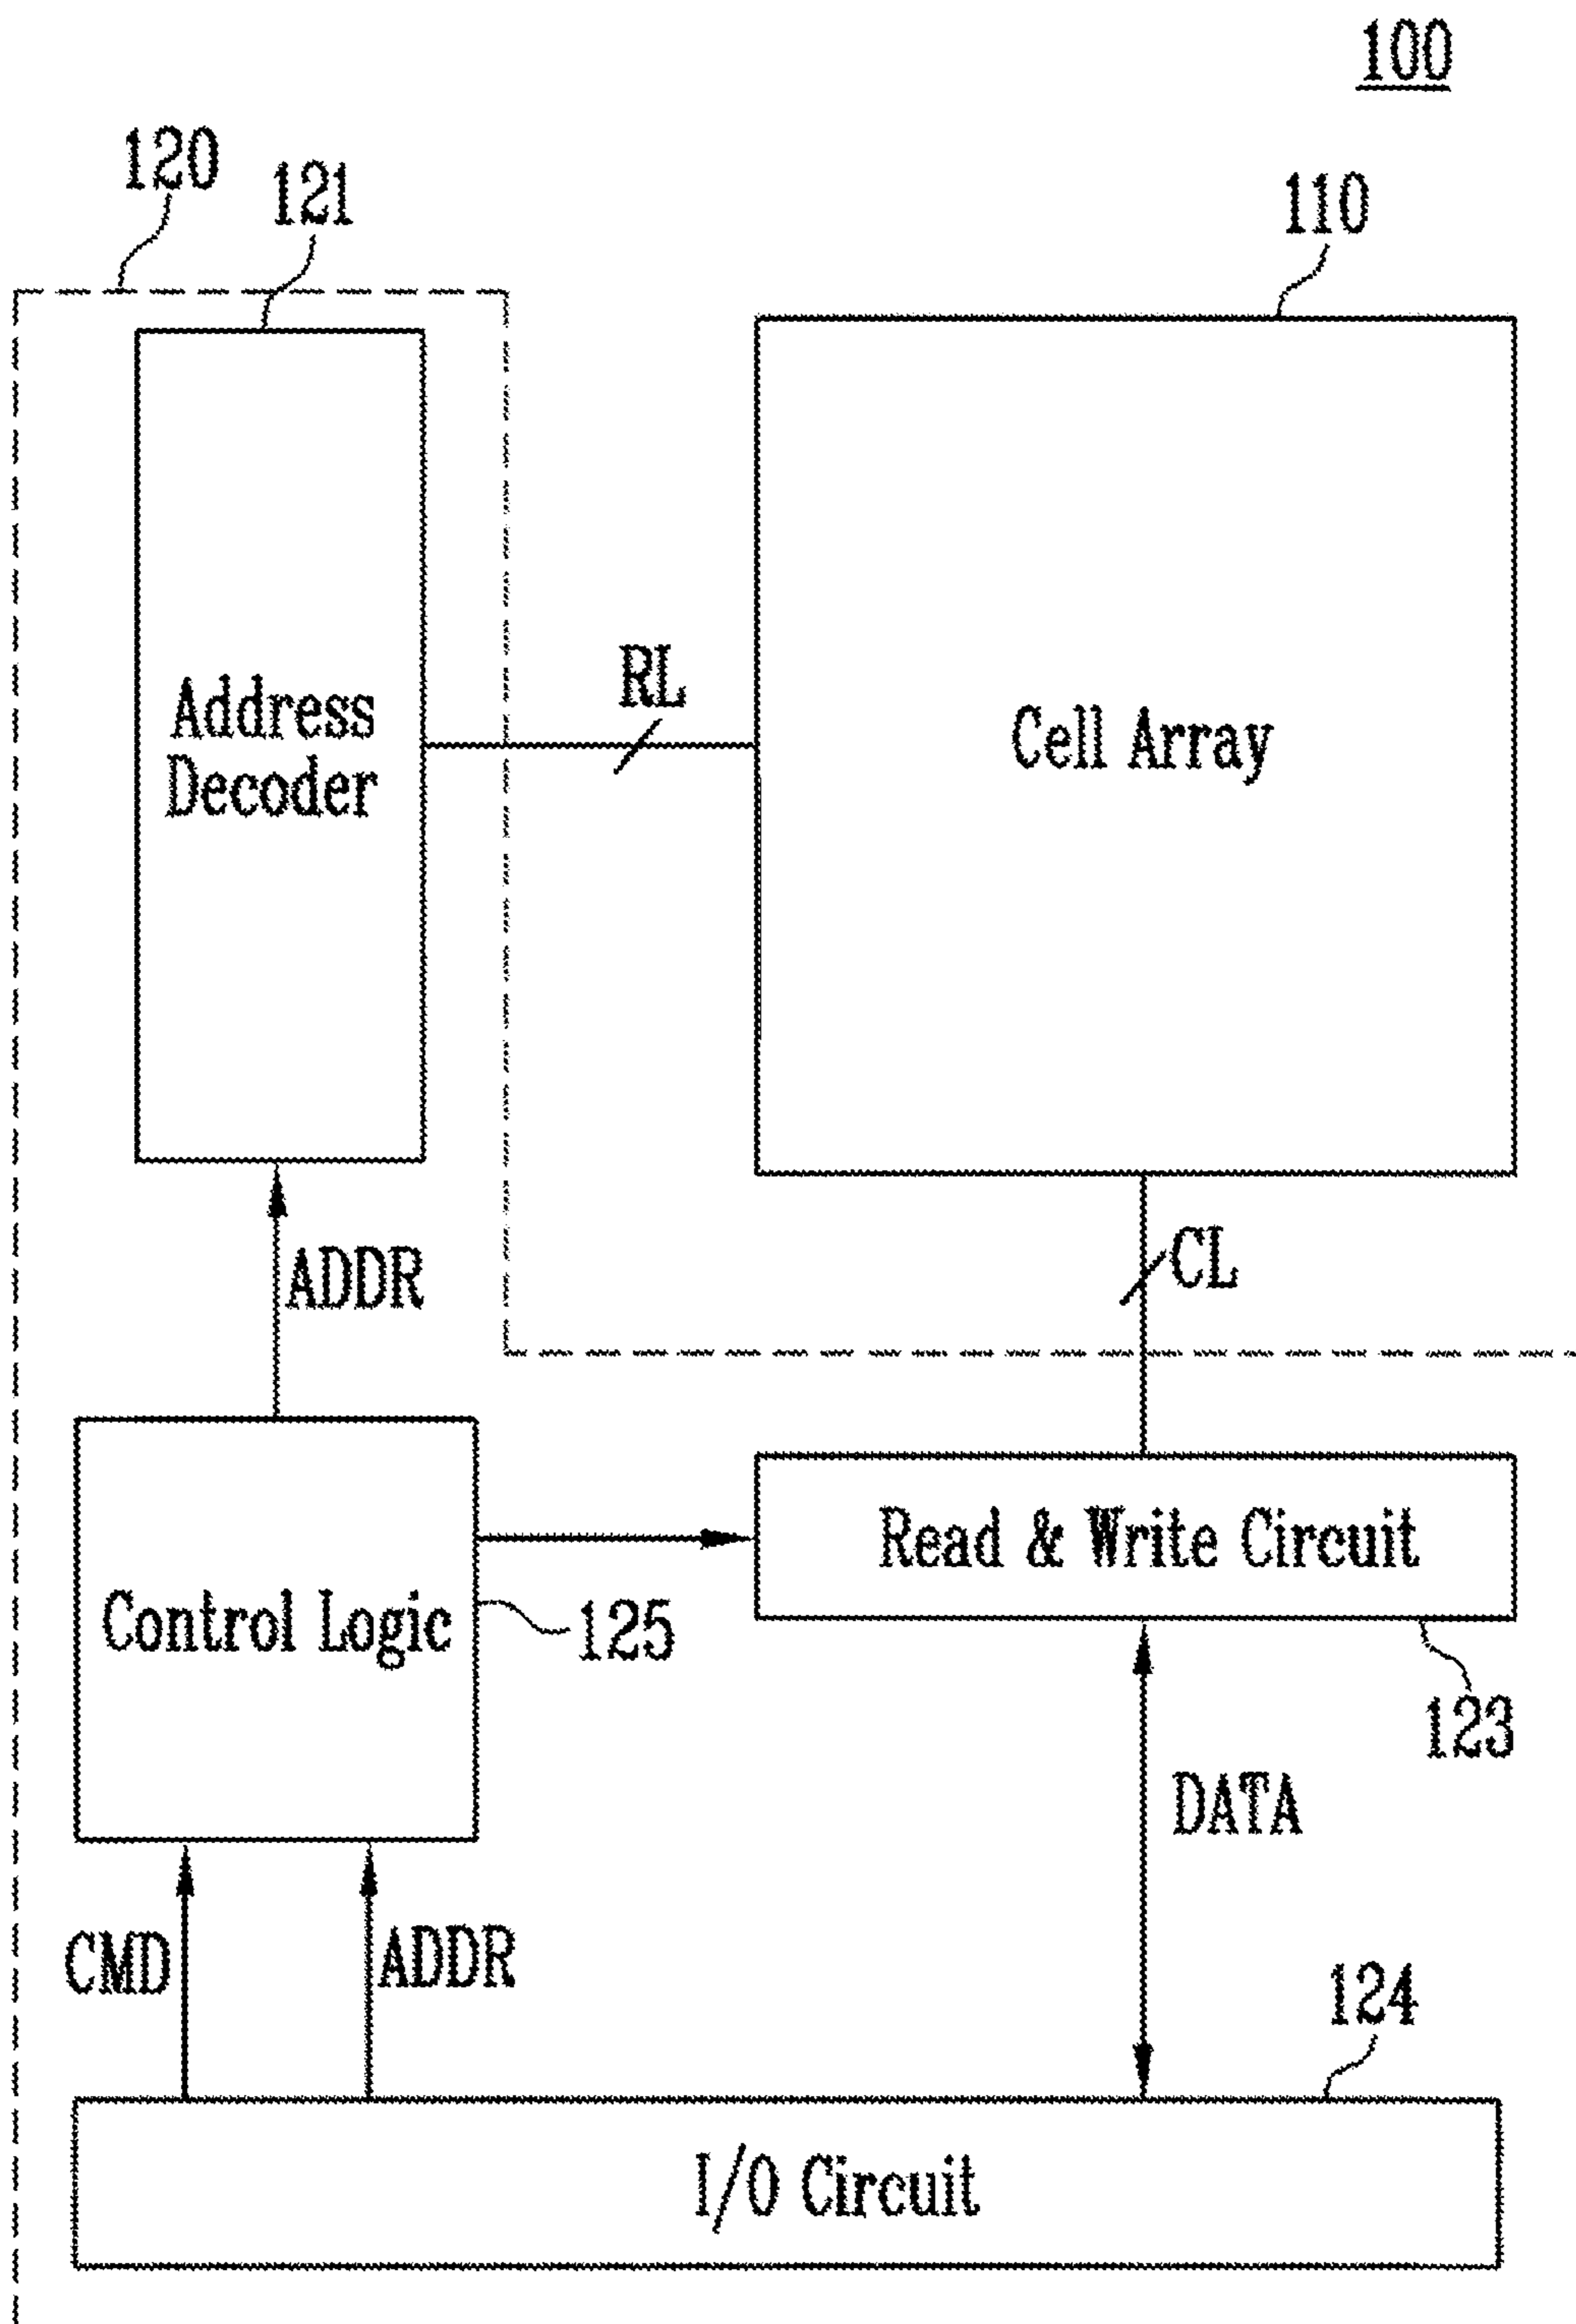 100
120
121
110
RL
Address
Decoder
Cell Array
ADDR
CL
Read & Write Circuit
Control Logic
125
123
DATA
CMD
ADDR
124
I/O Circuit